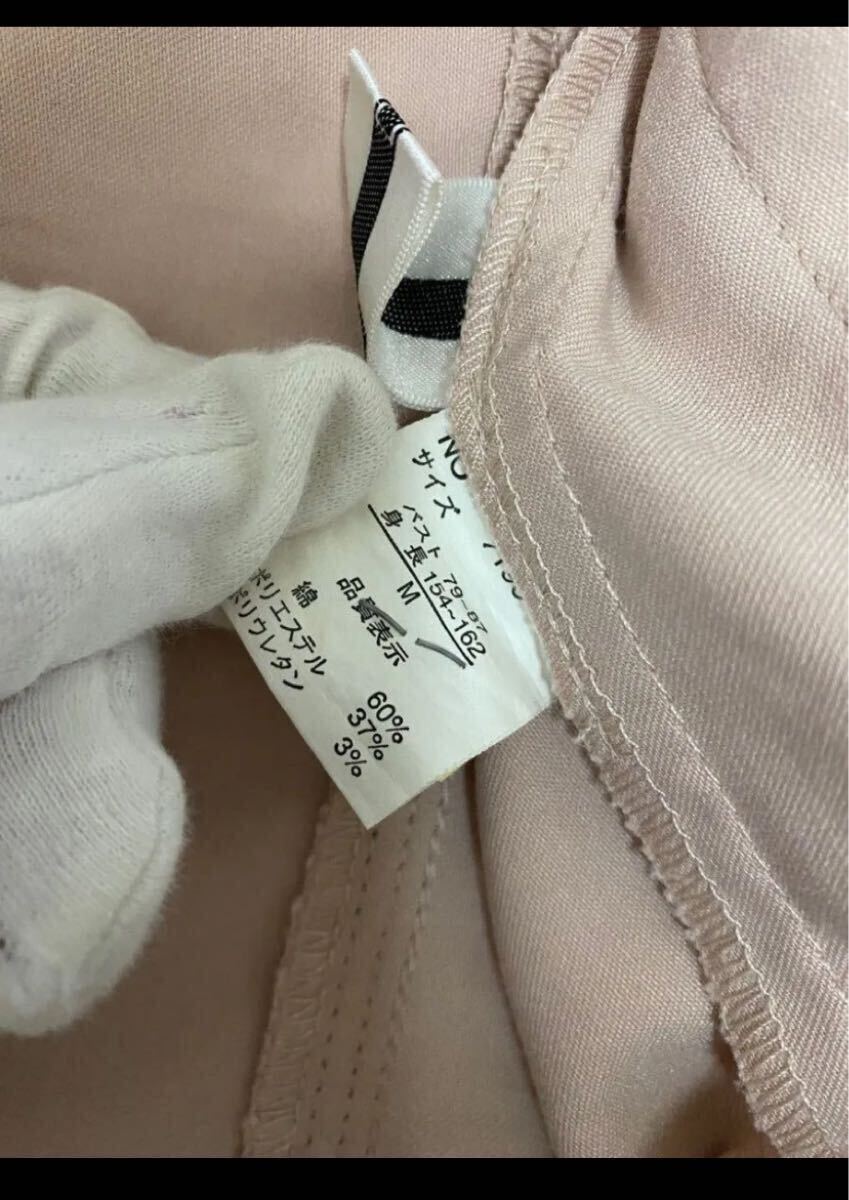 NO
サイズ
バスト 79-87
身 長 154~162
M
品質表示
綿 60%
ポリエステル 37%
ポリウレタン 3%